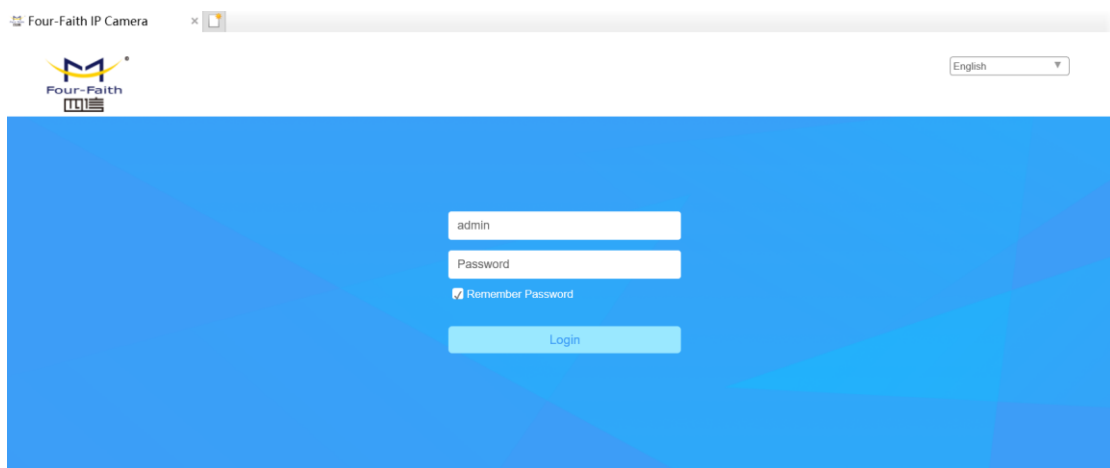 Four-Faith IP Camera
Four-Faith
四信
English
admin
Password
Remember Password
Login